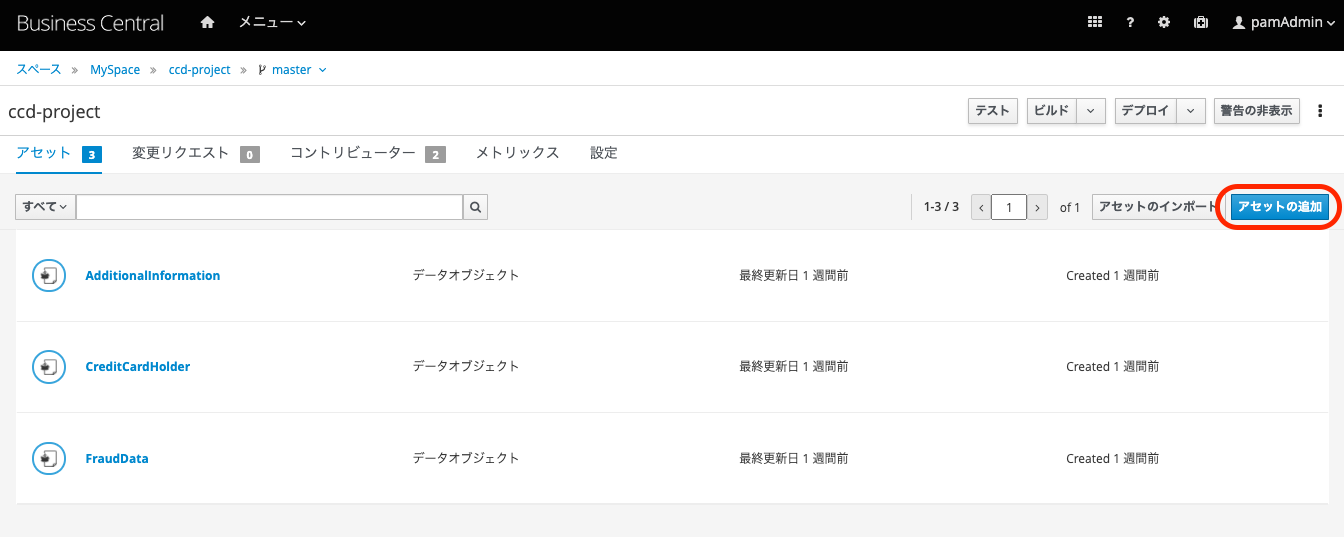 Business Central メニュー ? pamAdmin
スペース » MySpace » ccd-project » master
ccd-project テスト ビルド デプロイ 警告の非表示
アセット 3 変更リクエスト 0 コントリビューター 2 メトリックス 設定
すべて 1-3 / 3 < 1 > of 1 アセットのインポート アセットの追加
AdditionalInformation データオブジェクト 最終更新日 1 週間前 Created 1 週間前
CreditCardHolder データオブジェクト 最終更新日 1 週間前 Created 1 週間前
FraudData データオブジェクト 最終更新日 1 週間前 Created 1 週間前